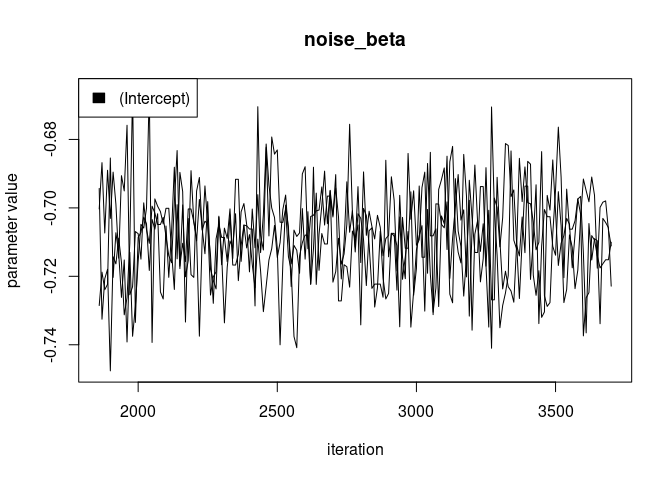 noise_beta
(Intercept)
parameter value
-0.68
-0.70
-0.72
-0.74
2000
2500
3000
3500
iteration